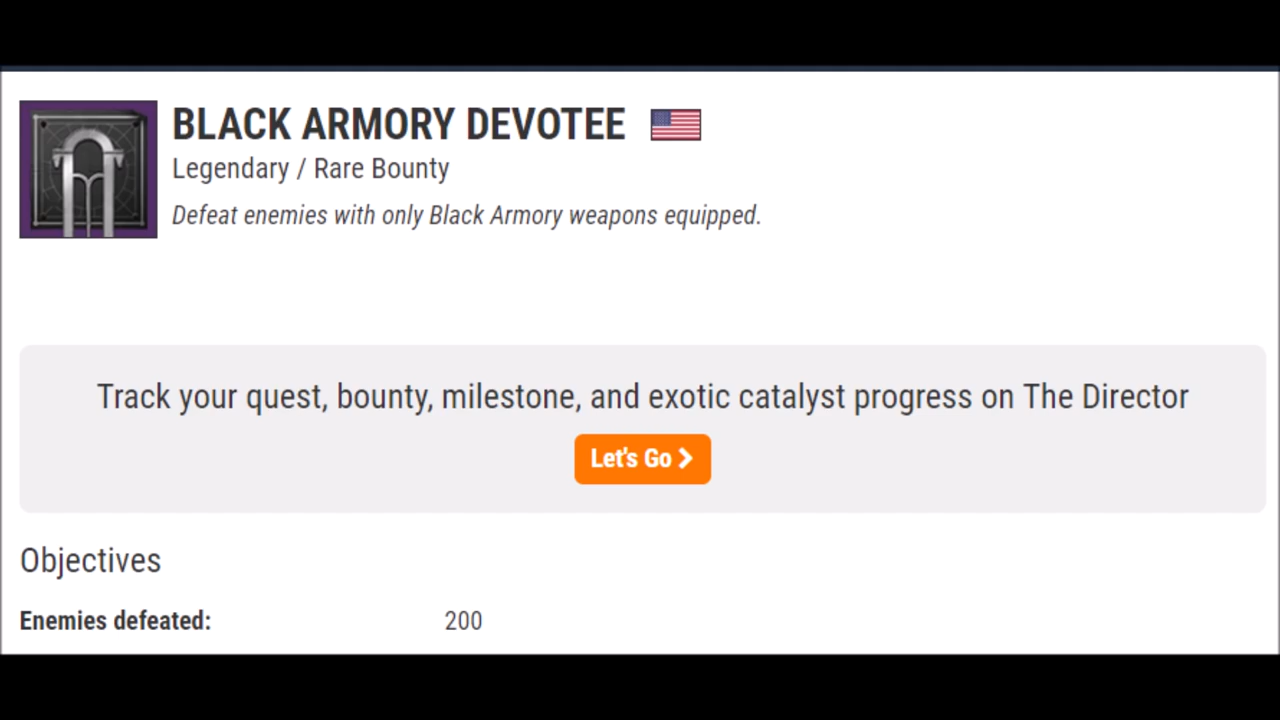 BLACK ARMORY DEVOTEE
Legendary / Rare Bounty
Defeat enemies with only Black Armory weapons equipped.
Track your quest, bounty, milestone, and exotic catalyst progress on The Director
Let's Go
Objectives
Enemies defeated: 200